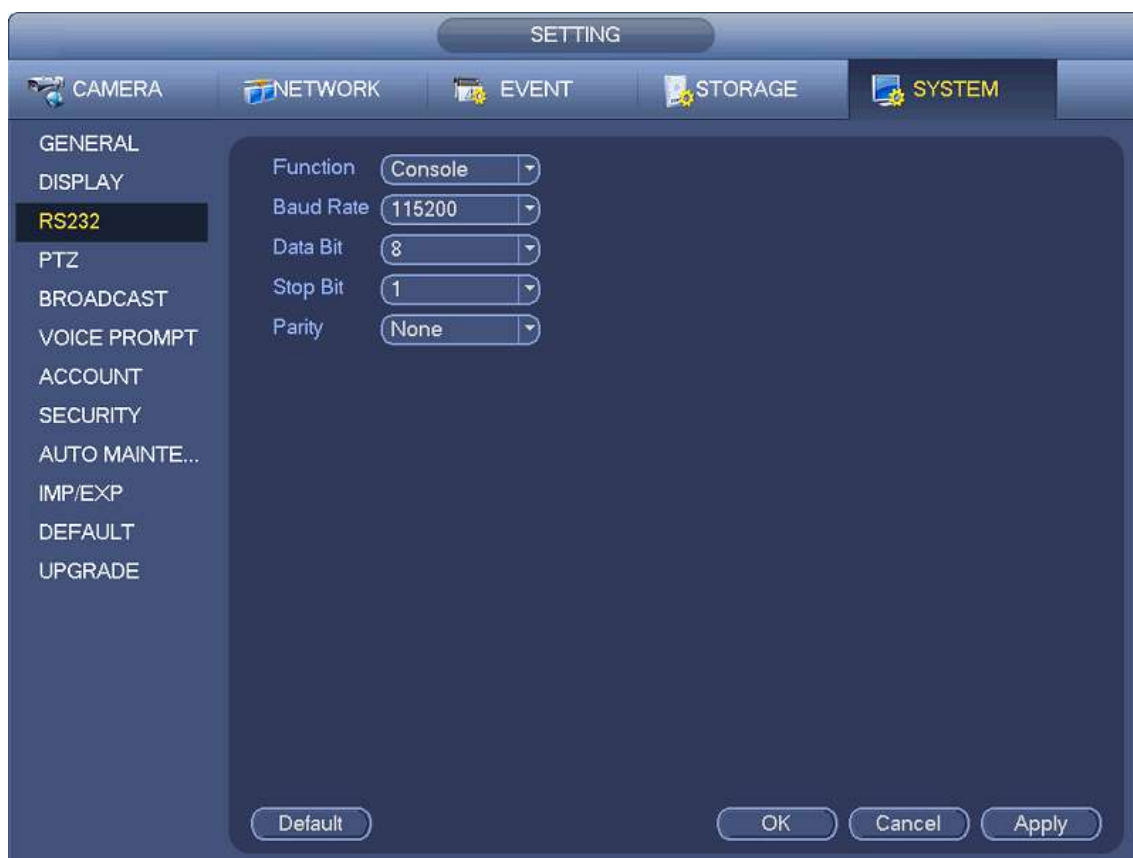 SETTING
CAMERA NETWORK EVENT STORAGE SYSTEM
GENERAL
DISPLAY
RS232
PTZ
BROADCAST
VOICE PROMPT
ACCOUNT
SECURITY
AUTO MAINTE...
IMP/EXP
DEFAULT
UPGRADE
Function Console
Baud Rate 115200
Data Bit 8
Stop Bit 1
Parity None
Default OK Cancel Apply